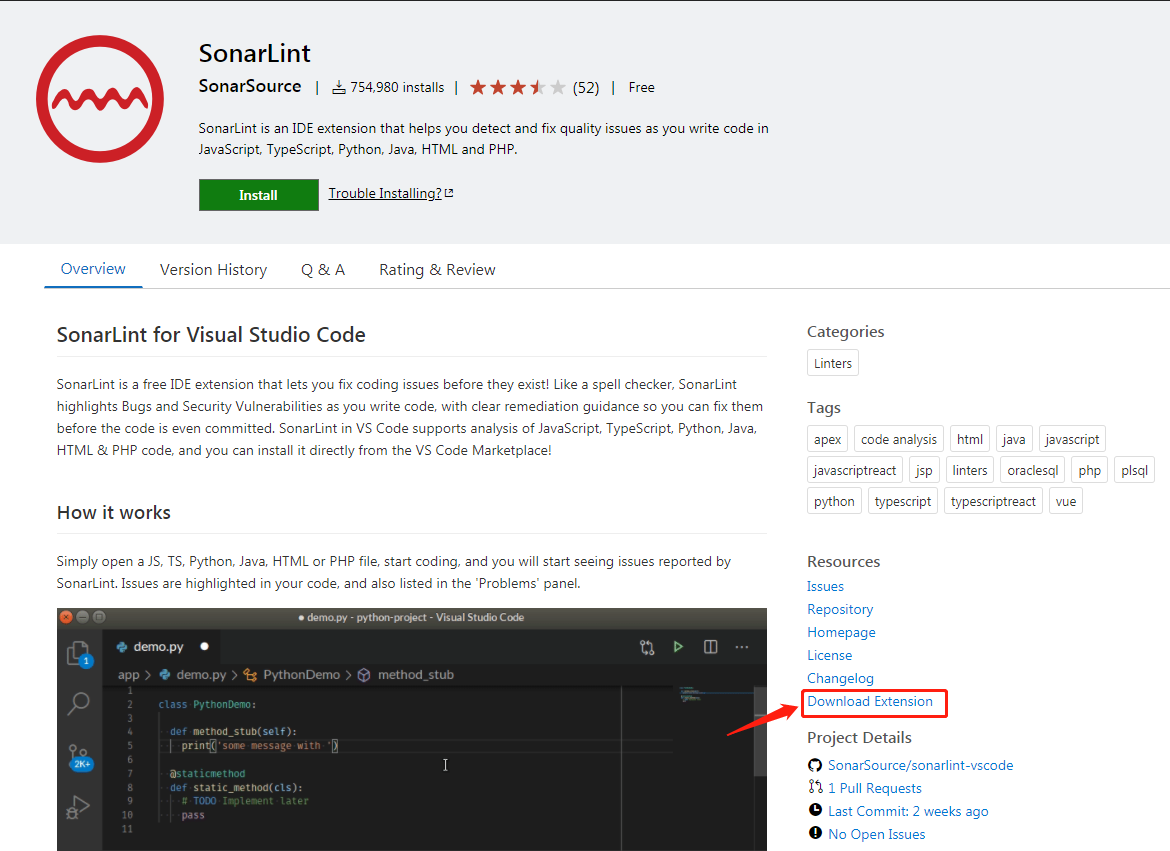 SonarLint
SonarSource | 754,980 installs | (52) | Free
SonarLint is an IDE extension that helps you detect and fix quality issues as you write code in
JavaScript, TypeScript, Python, Java, HTML and PHP.
Install Trouble Installing?
Overview Version History Q & A Rating & Review
SonarLint for Visual Studio Code
SonarLint is a free IDE extension that lets you fix coding issues before they exist! Like a spell checker, SonarLint
highlights Bugs and Security Vulnerabilities as you write code, with clear remediation guidance so you can fix them
before the code is even committed. SonarLint in VS Code supports analysis of JavaScript, TypeScript, Python, Java,
HTML & PHP code, and you can install it directly from the VS Code Marketplace!
How it works
Simply open a JS, TS, Python, Java, HTML or PHP file, start coding, and you will start seeing issues reported by
SonarLint. Issues are highlighted in your code, and also listed in the 'Problems' panel.
● demo.py - python-project - Visual Studio Code
demo.py ●
1
app > demo.py > PythonDemo > method_stub
2K+
1
2 class PythonDemo:
3
4 def method_stub(self):
5 print('some message with ')
6
7 @staticmethod
8 def static_method(cls):
9 # TODO Implement later
10 pass
11
Categories
Linters
Tags
apex code analysis html java javascript
javascriptreact jsp linters oraclesql php plsql
python typescript typescriptreact vue
Resources
Issues
Repository
Homepage
License
Changelog
Download Extension
Project Details
SonarSource/sonarlint-vscode
1 Pull Requests
Last Commit: 2 weeks ago
No Open Issues